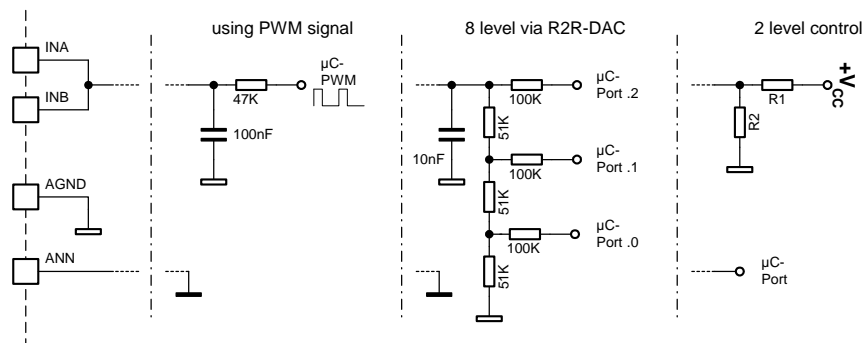 using PWM signal
8 level via R2R-DAC
2 level control
INA
INB
AGND
ANN
µC-
PWM
47K
100nF
10nF
100K
µC-
Port .2
51K
100K
µC-
Port .1
51K
100K
µC-
Port .0
51K
R1
R2
+VCC
µC-
Port